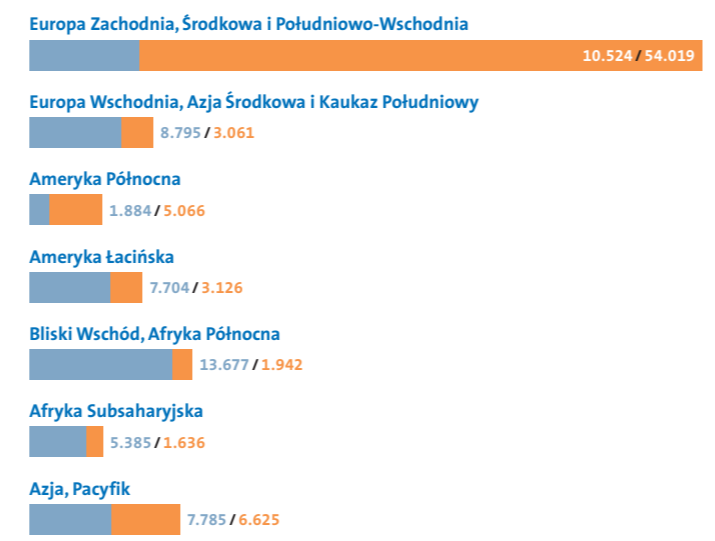 Europa Zachodnia, Środkowa i Południowo-Wschodnia
10.524 / 54.019
Europa Wschodnia, Azja Środkowa i Kaukaz Południowy
8.795 / 3.061
Ameryka Północna
1.884 / 5.066
Ameryka Łacińska
7.704 / 3.126
Bliski Wschód, Afryka Północna
13.677 / 1.942
Afryka Subsaharyjska
5.385 / 1.636
Azja, Pacyfik
7.785 / 6.625